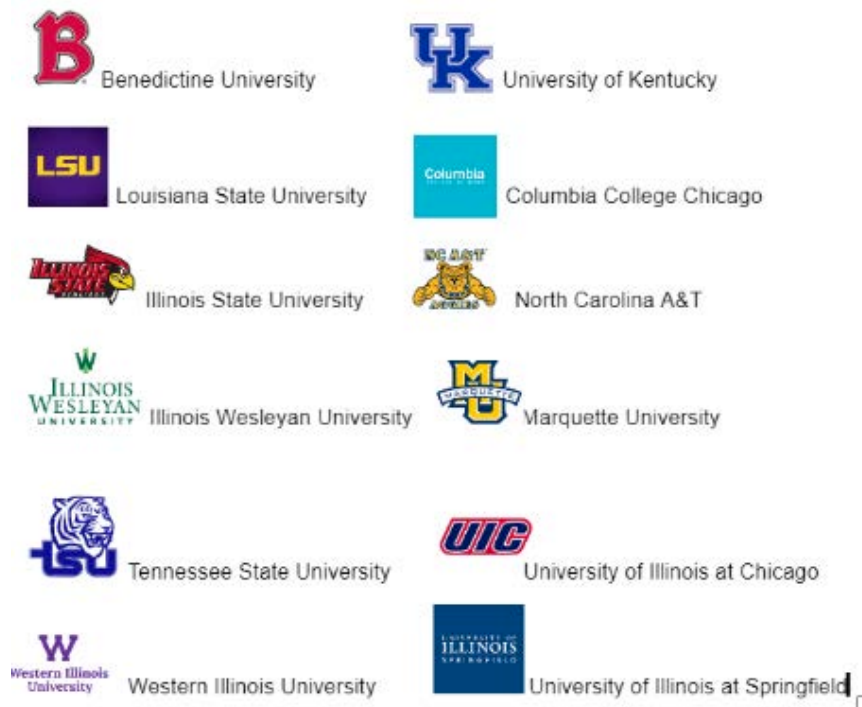 B
Benedictine University
UK
University of Kentucky
LSU
Louisiana State University
Columbia
Columbia College Chicago
ILLINOIS
STATE
Illinois State University
NC A&T
AGGIES
North Carolina A&T
W
ILLINOIS
WESLEYAN
UNIVERSITY
Illinois Wesleyan University
MU
MARQUETTE
Marquette University
tsu
Tennessee State University
UIC
University of Illinois at Chicago
W
Western Illinois
University
Western Illinois University
UNIVERSITY OF
ILLINOIS
SPRINGFIELD
University of Illinois at Springfield